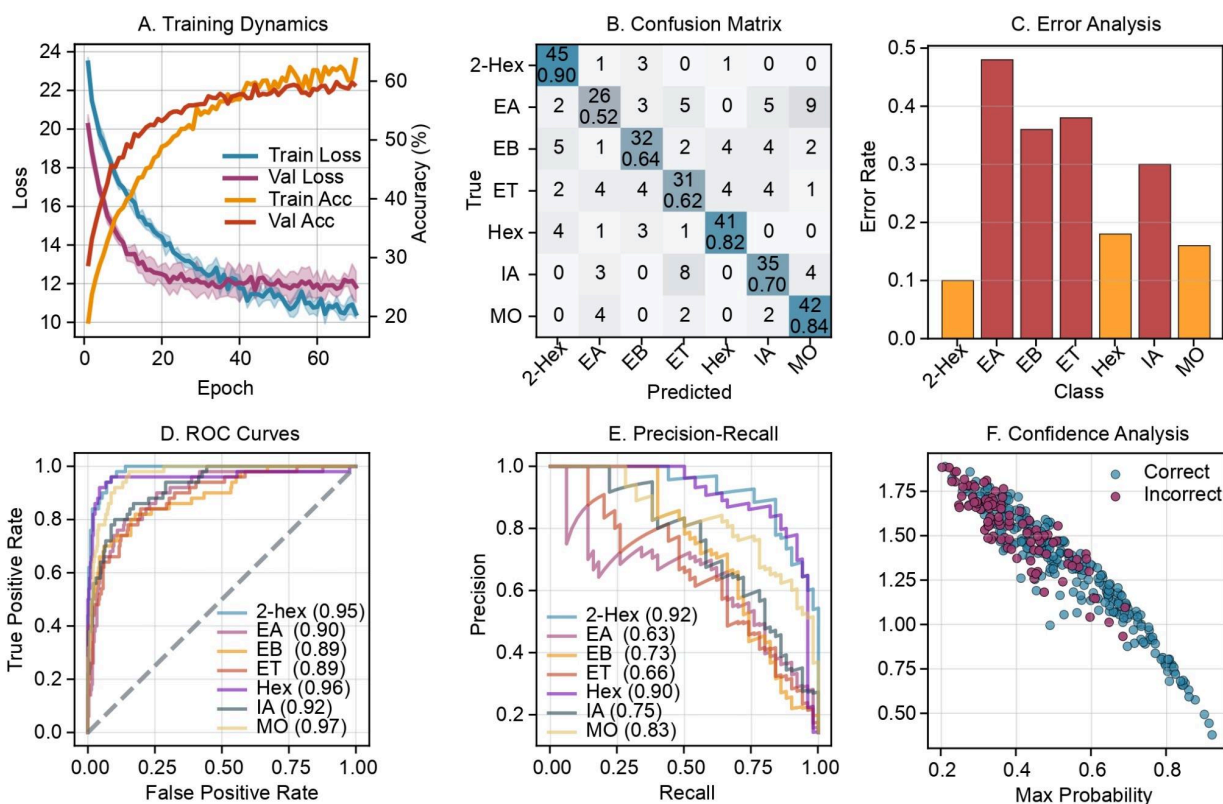 A. Training Dynamics
24
22
20
18
16
14
12
10
Loss
60
50
40
30
20
Accuracy (%)
Train Loss
Val Loss
Train Acc
Val Acc
0 20 40 60
Epoch
B. Confusion Matrix
True
2-Hex 45 1 3 0 1 0 0
0.90
EA 2 26 3 5 0 5 9
0.52
EB 5 1 32 2 4 4 2
0.64
ET 2 4 4 31 4 4 1
0.62
Hex 4 1 3 1 41 0 0
0.82
IA 0 3 0 8 0 35 4
0.70
MO 0 4 0 2 0 2 42
0.84
2-Hex EA EB ET Hex IA MO
Predicted
C. Error Analysis
0.5
0.4
0.3
0.2
0.1
0.0
Error Rate
2-Hex EA EB ET Hex IA MO
Class
D. ROC Curves
1.0
0.8
0.6
0.4
0.2
0.0
True Positive Rate
2-hex (0.95)
EA (0.90)
EB (0.89)
ET (0.89)
Hex (0.96)
IA (0.92)
MO (0.97)
0.00 0.25 0.50 0.75 1.00
False Positive Rate
E. Precision-Recall
1.0
0.8
0.6
0.4
0.2
Precision
2-Hex (0.92)
EA (0.63)
EB (0.73)
ET (0.66)
Hex (0.90)
IA (0.75)
MO (0.83)
0.00 0.25 0.50 0.75 1.00
Recall
F. Confidence Analysis
Correct
Incorrect
1.75
1.50
1.25
1.00
0.75
0.50
0.2 0.4 0.6 0.8
Max Probability